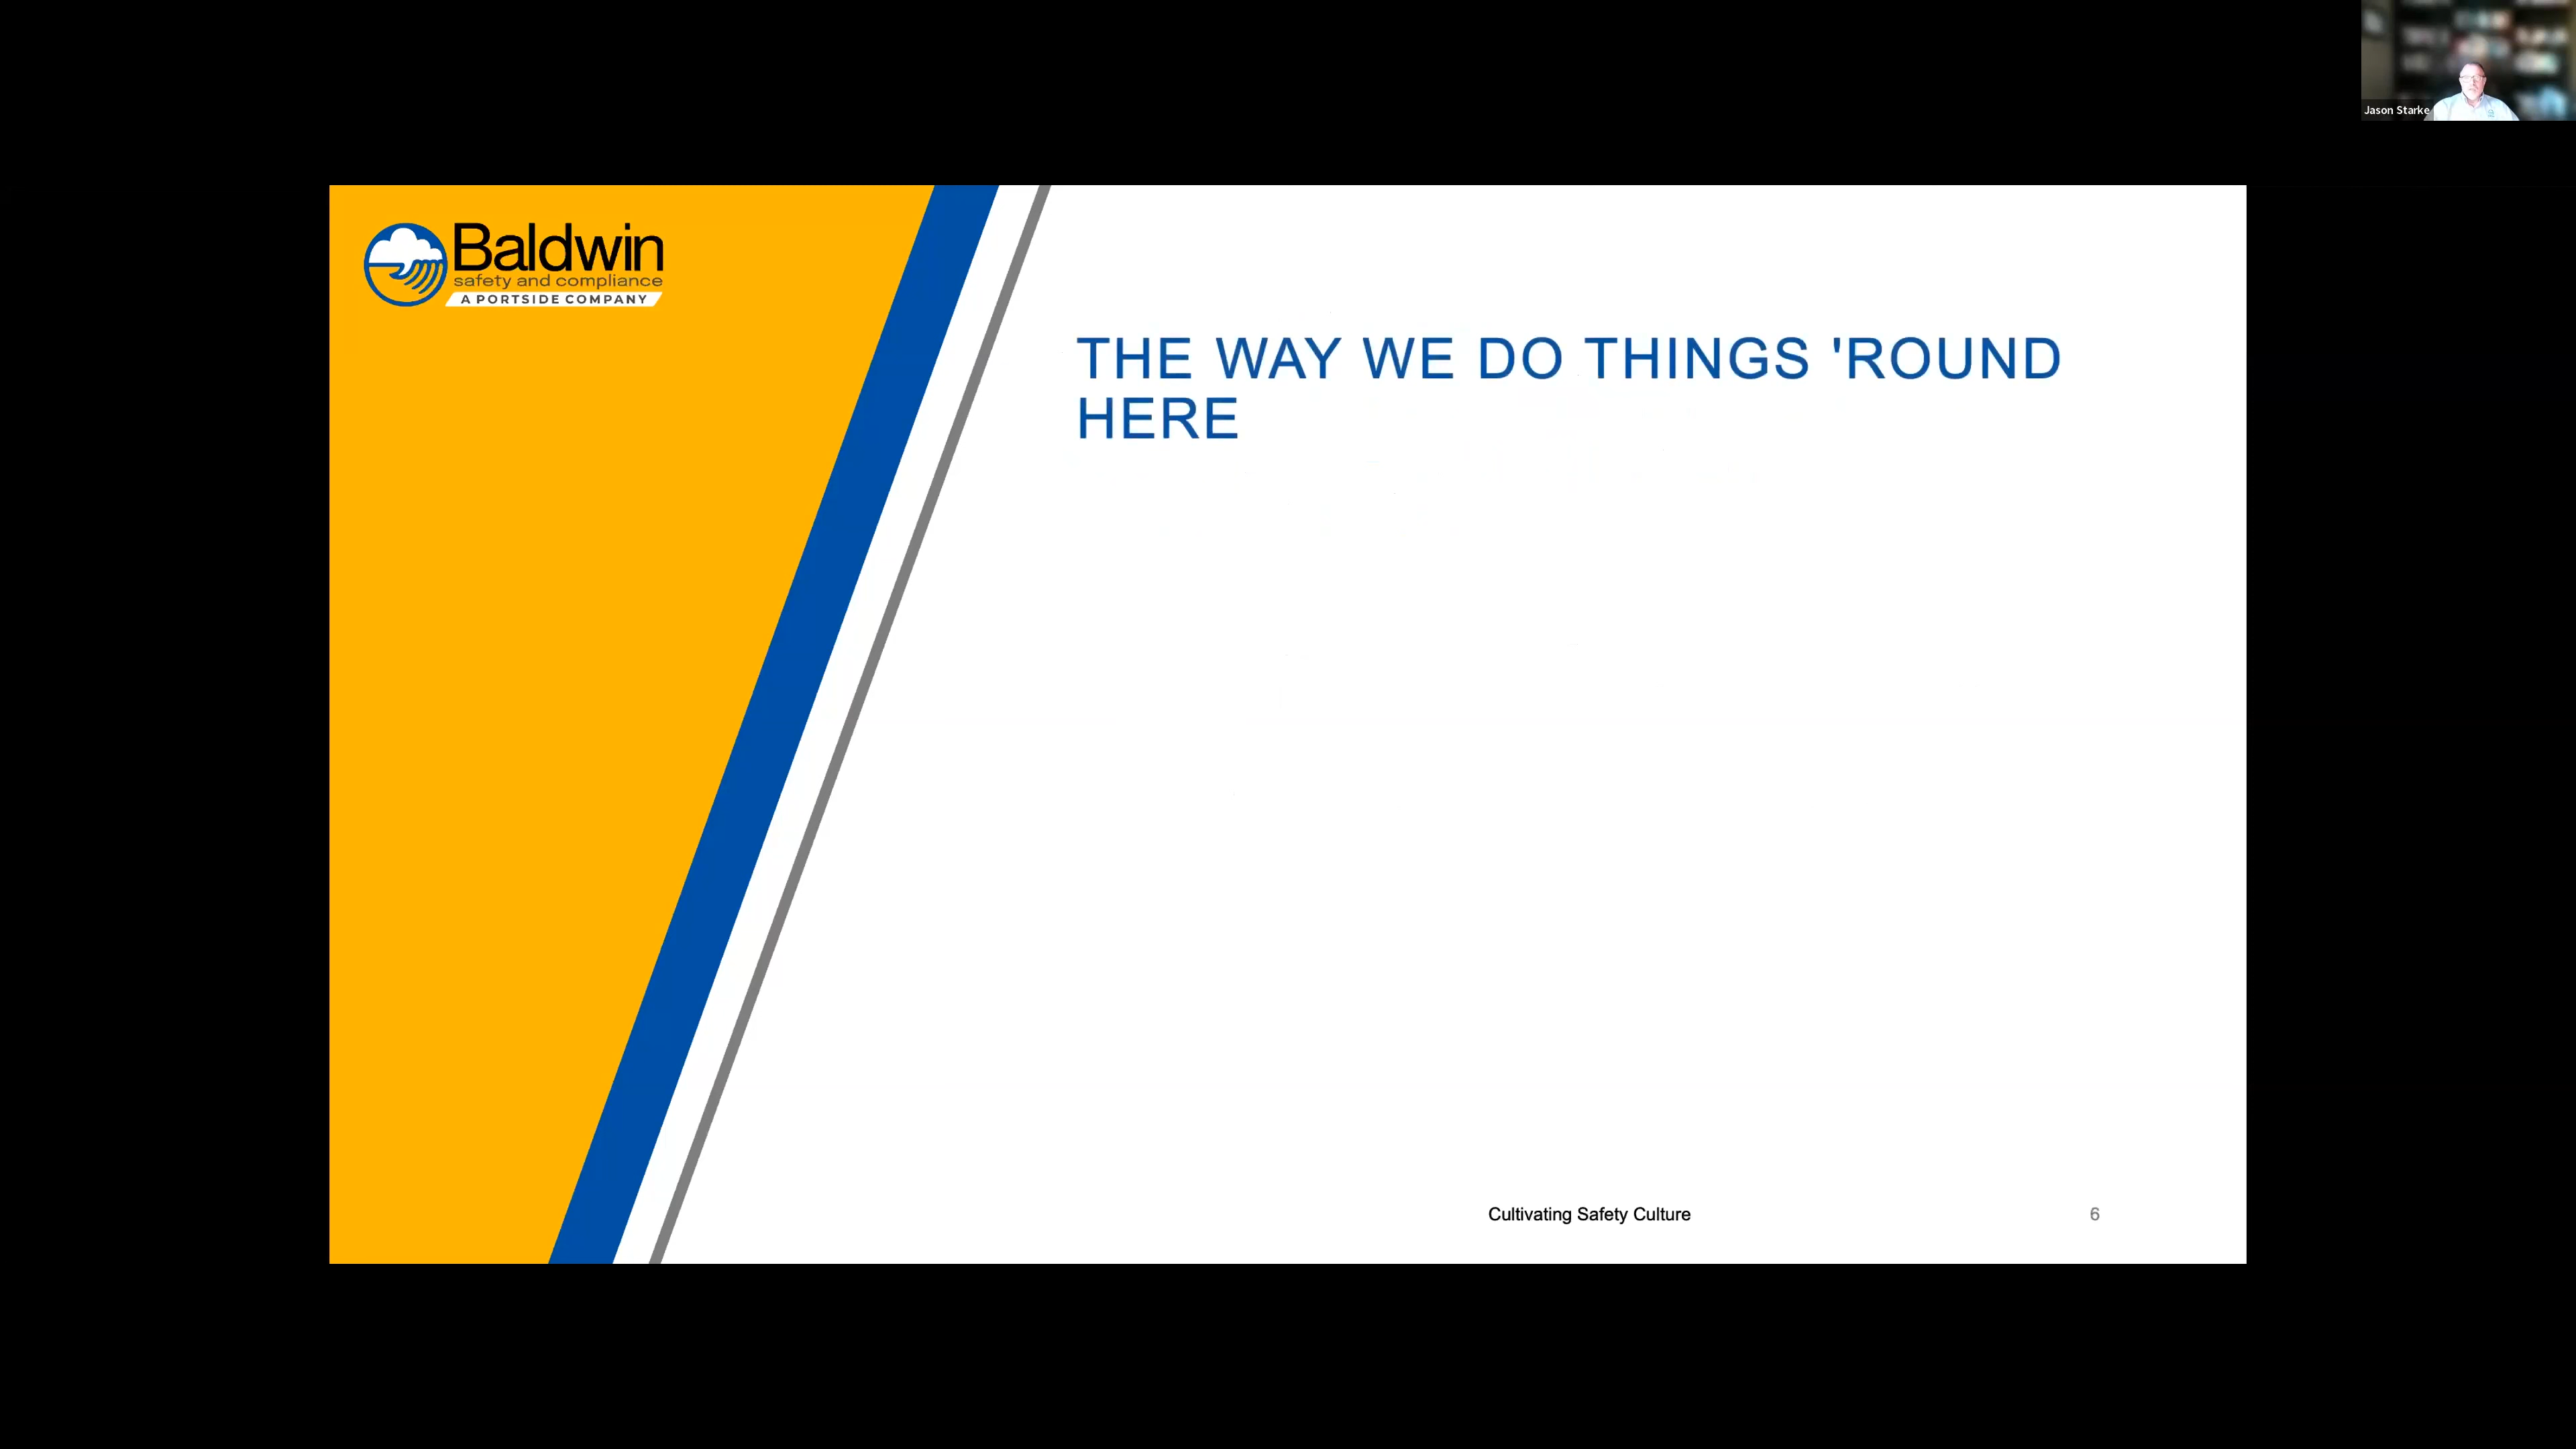 Jason Starke
Baldwin
safety and compliance
A PORTSIDE COMPANY
THE WAY WE DO THINGS 'ROUND
HERE
Cultivating Safety Culture
6